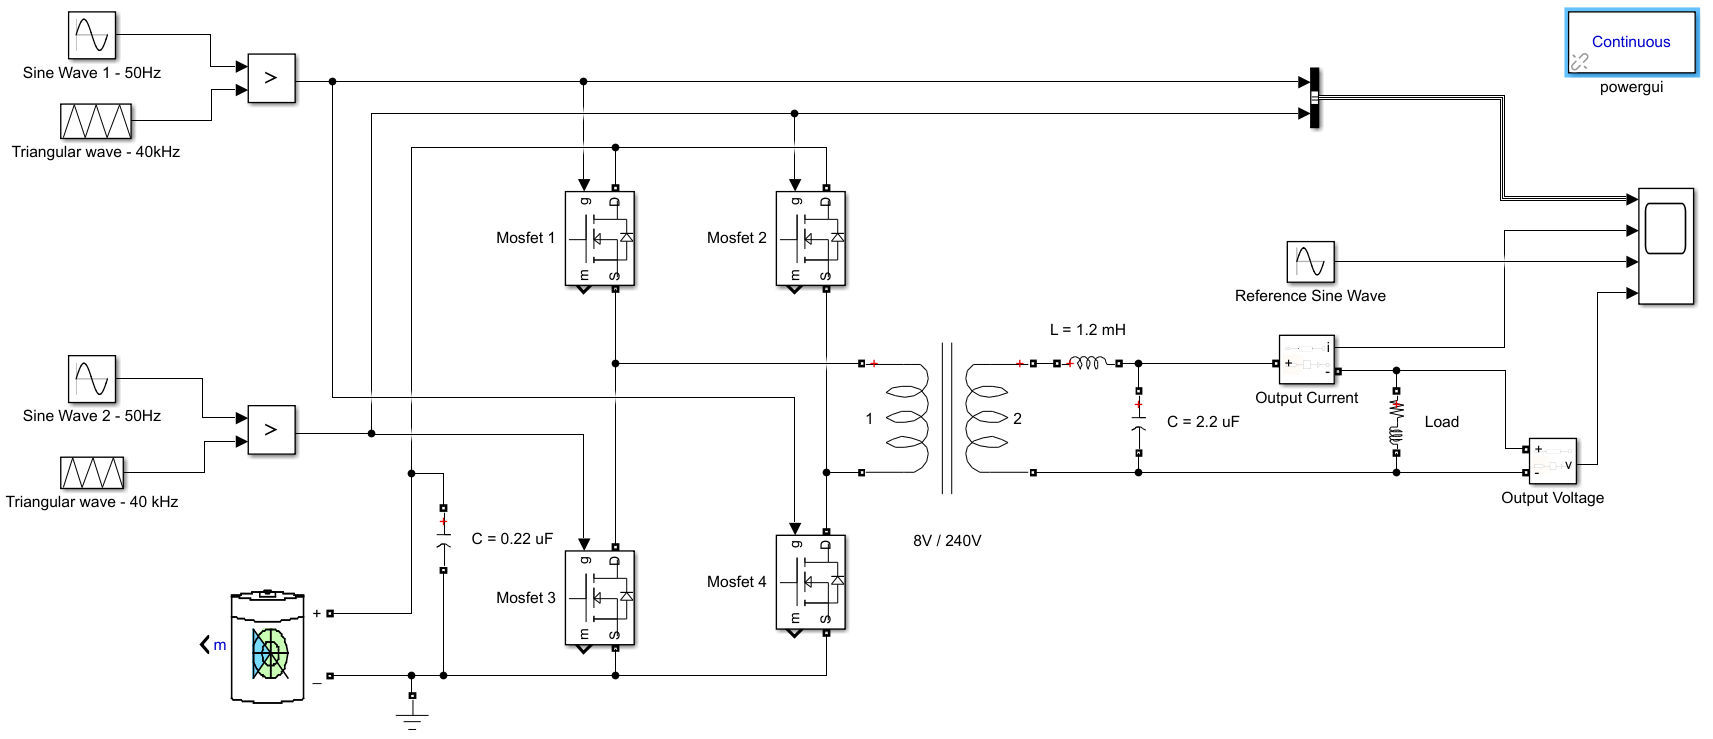 Sine Wave 1 - 50Hz
>
Triangular wave - 40kHz
Continuous
powergui
g D
Mosfet 1
m S
g D
Mosfet 2
m S
Reference Sine Wave
L = 1.2 mH
+
+
+
i
+
-
Output Current
Sine Wave 2 - 50Hz
>
Triangular wave - 40 kHz
1
2
+
C = 2.2 uF
+
Load
+
-
v
Output Voltage
8V / 240V
+
C = 0.22 uF
g D
Mosfet 3
m S
g D
Mosfet 4
m S
+
m
_